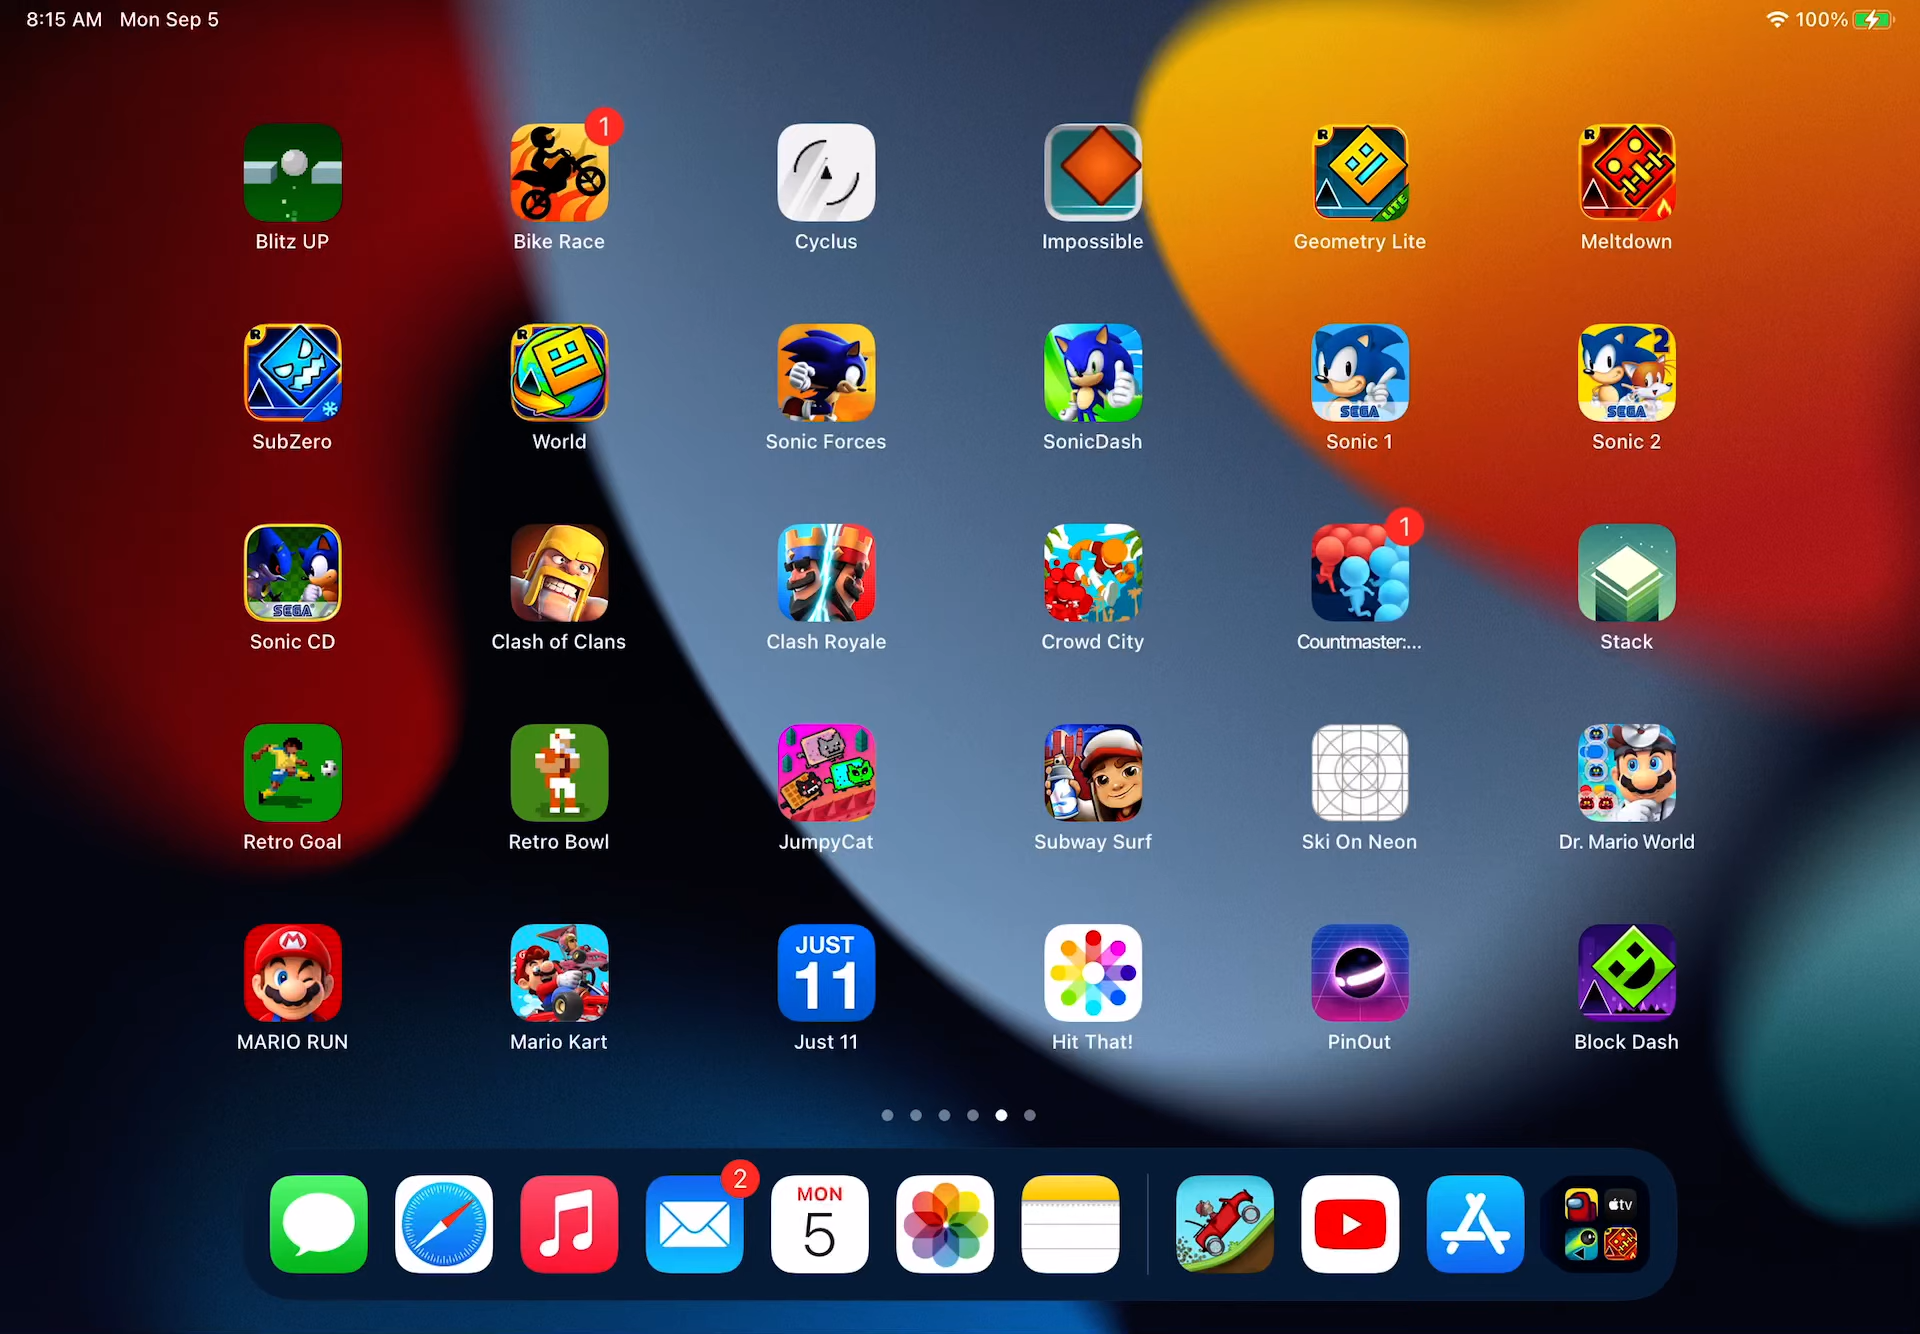 8:15 AM Mon Sep 5
100%
1
Blitz UP
Bike Race
Cyclus
Impossible
R
LITE
Geometry Lite
R
Meltdown
R
SubZero
R
World
Sonic Forces
SonicDash
SEGA
Sonic 1
2
SEGA
Sonic 2
SEGA
Sonic CD
Clash of Clans
Clash Royale
Crowd City
1
Countmaster:...
Stack
Retro Goal
Retro Bowl
JumpyCat
Subway Surf
Ski On Neon
Dr. Mario World
M
MARIO RUN
Mario Kart
JUST
11
Just 11
Hit That!
PinOut
Block Dash
2
MON
5
tv